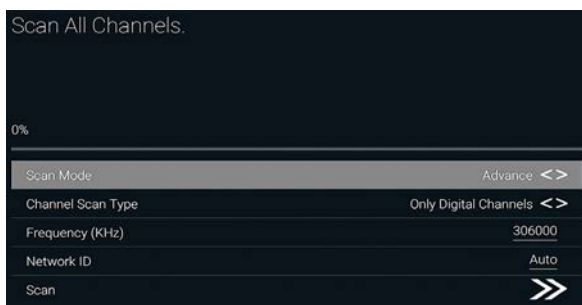 Scan All Channels.
0%
Scan Mode Advance <>
Channel Scan Type Only Digital Channels <>
Frequency (KHz) 306000
Network ID Auto
Scan